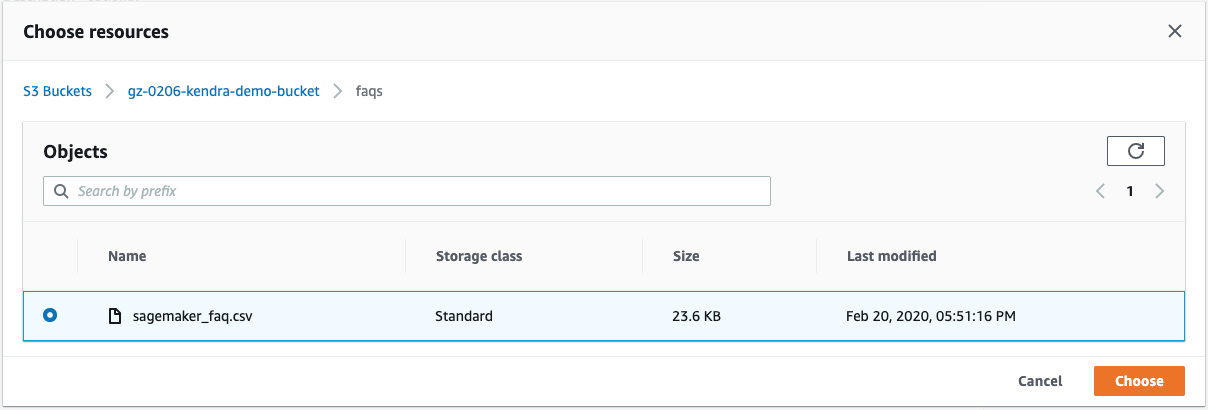 Choose resources
S3 Buckets gz-0206-kendra-demo-bucket faqs
Objects
Search by prefix
1
Name Storage class Size Last modified
sagemaker_faq.csv Standard 23.6 KB Feb 20, 2020, 05:51:16 PM
Cancel Choose